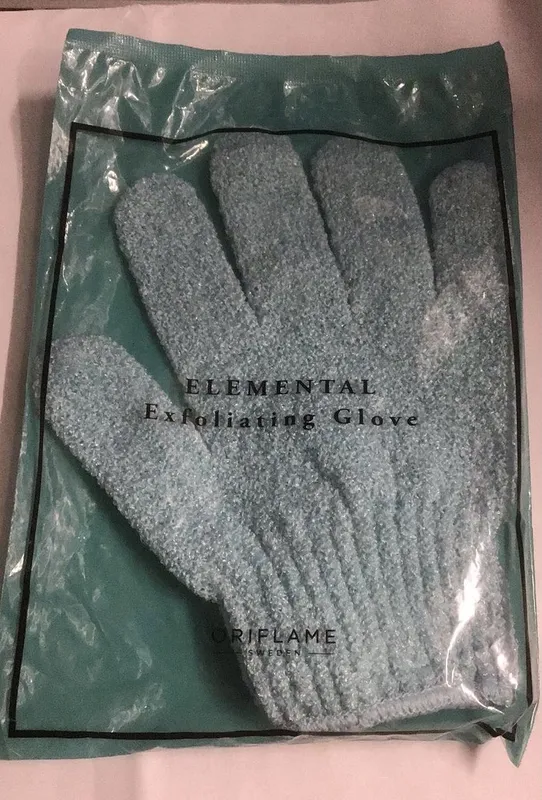 ELEMENTAL
Exfoliating Glove
ORIFLAME
SWEDEN